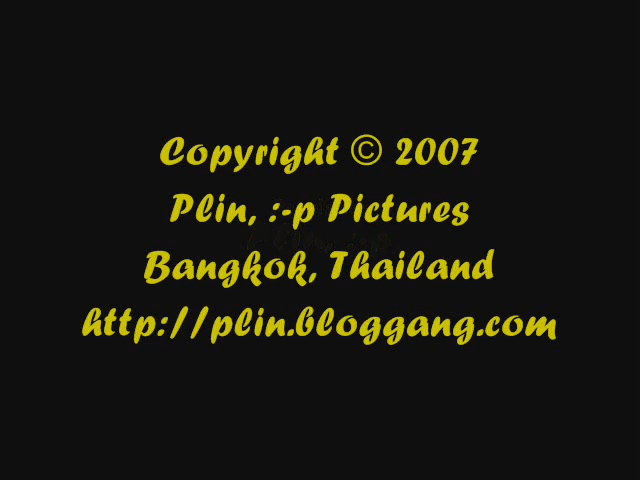 Copyright © 2007
Plin, :-p Pictures
Bangkok, Thailand
http://plin.bloggang.com